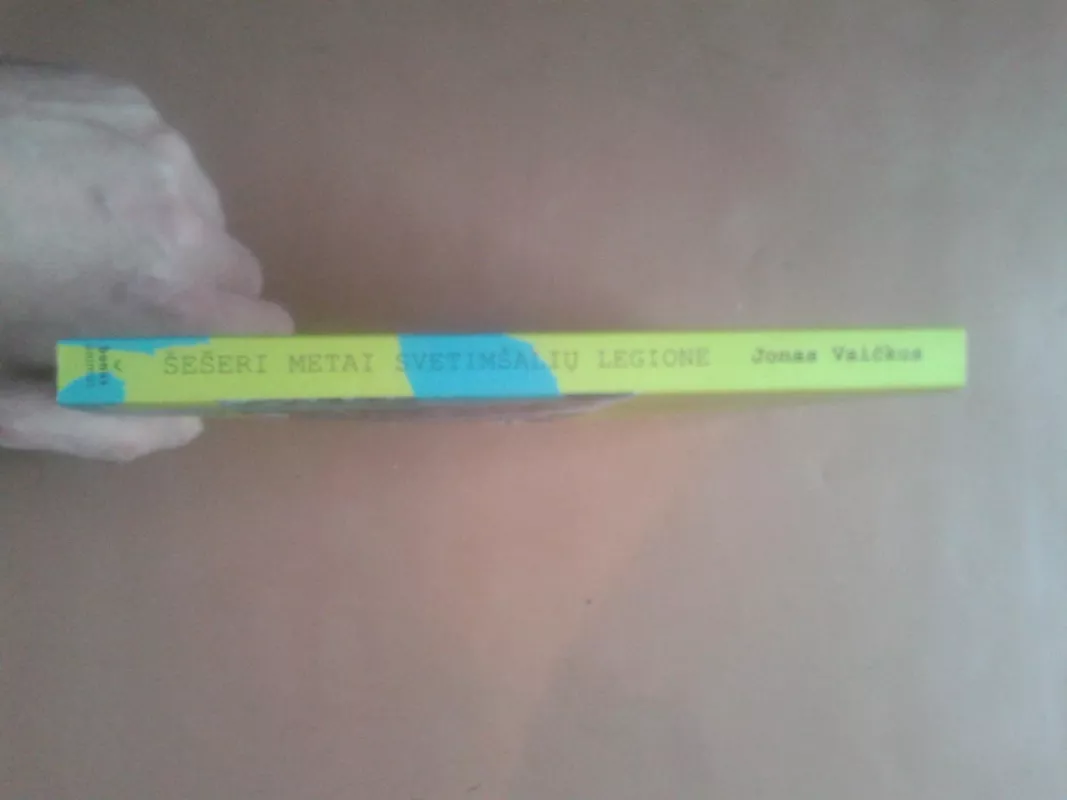 ŠEŠERI METAI SVETIMŠALIŲ LEGIONE Jonas Vaičkus